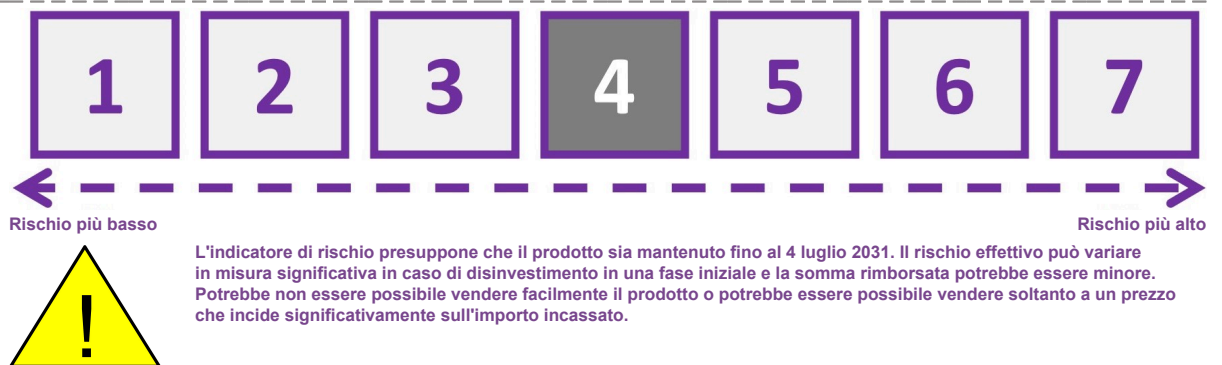 1 2 3 4 5 6 7
Rischio più basso Rischio più alto
L'indicatore di rischio presuppone che il prodotto sia mantenuto fino al 4 luglio 2031. Il rischio effettivo può variare
in misura significativa in caso di disinvestimento in una fase iniziale e la somma rimborsata potrebbe essere minore.
Potrebbe non essere possibile vendere facilmente il prodotto o potrebbe essere possibile vendere soltanto a un prezzo
che incide significativamente sull'importo incassato.
!